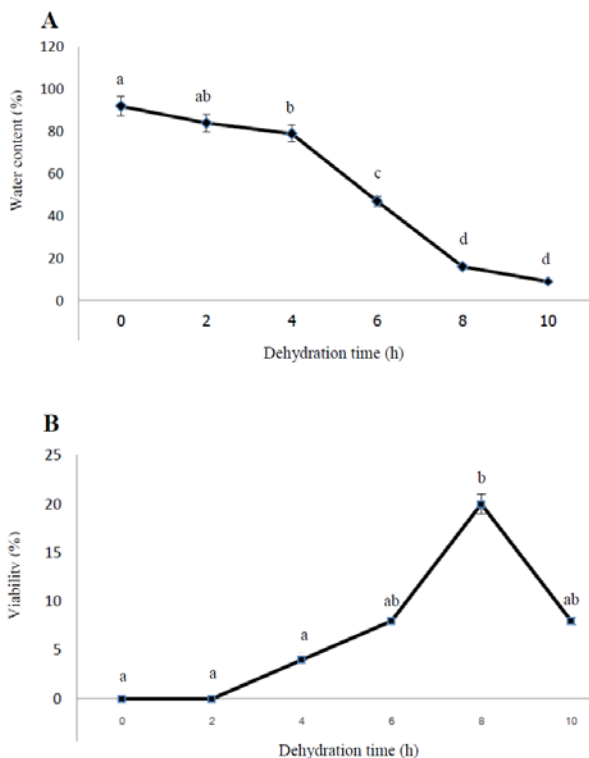 A
120
100
80
60
40
20
0
Water content (%)
a
ab
b
c
d
d
0 2 4 6 8 10
Dehydration time (h)
B
25
20
15
10
5
0
Viability (%)
a
a
a
ab
b
ab
0 2 4 6 8 10
Dehydration time (h)